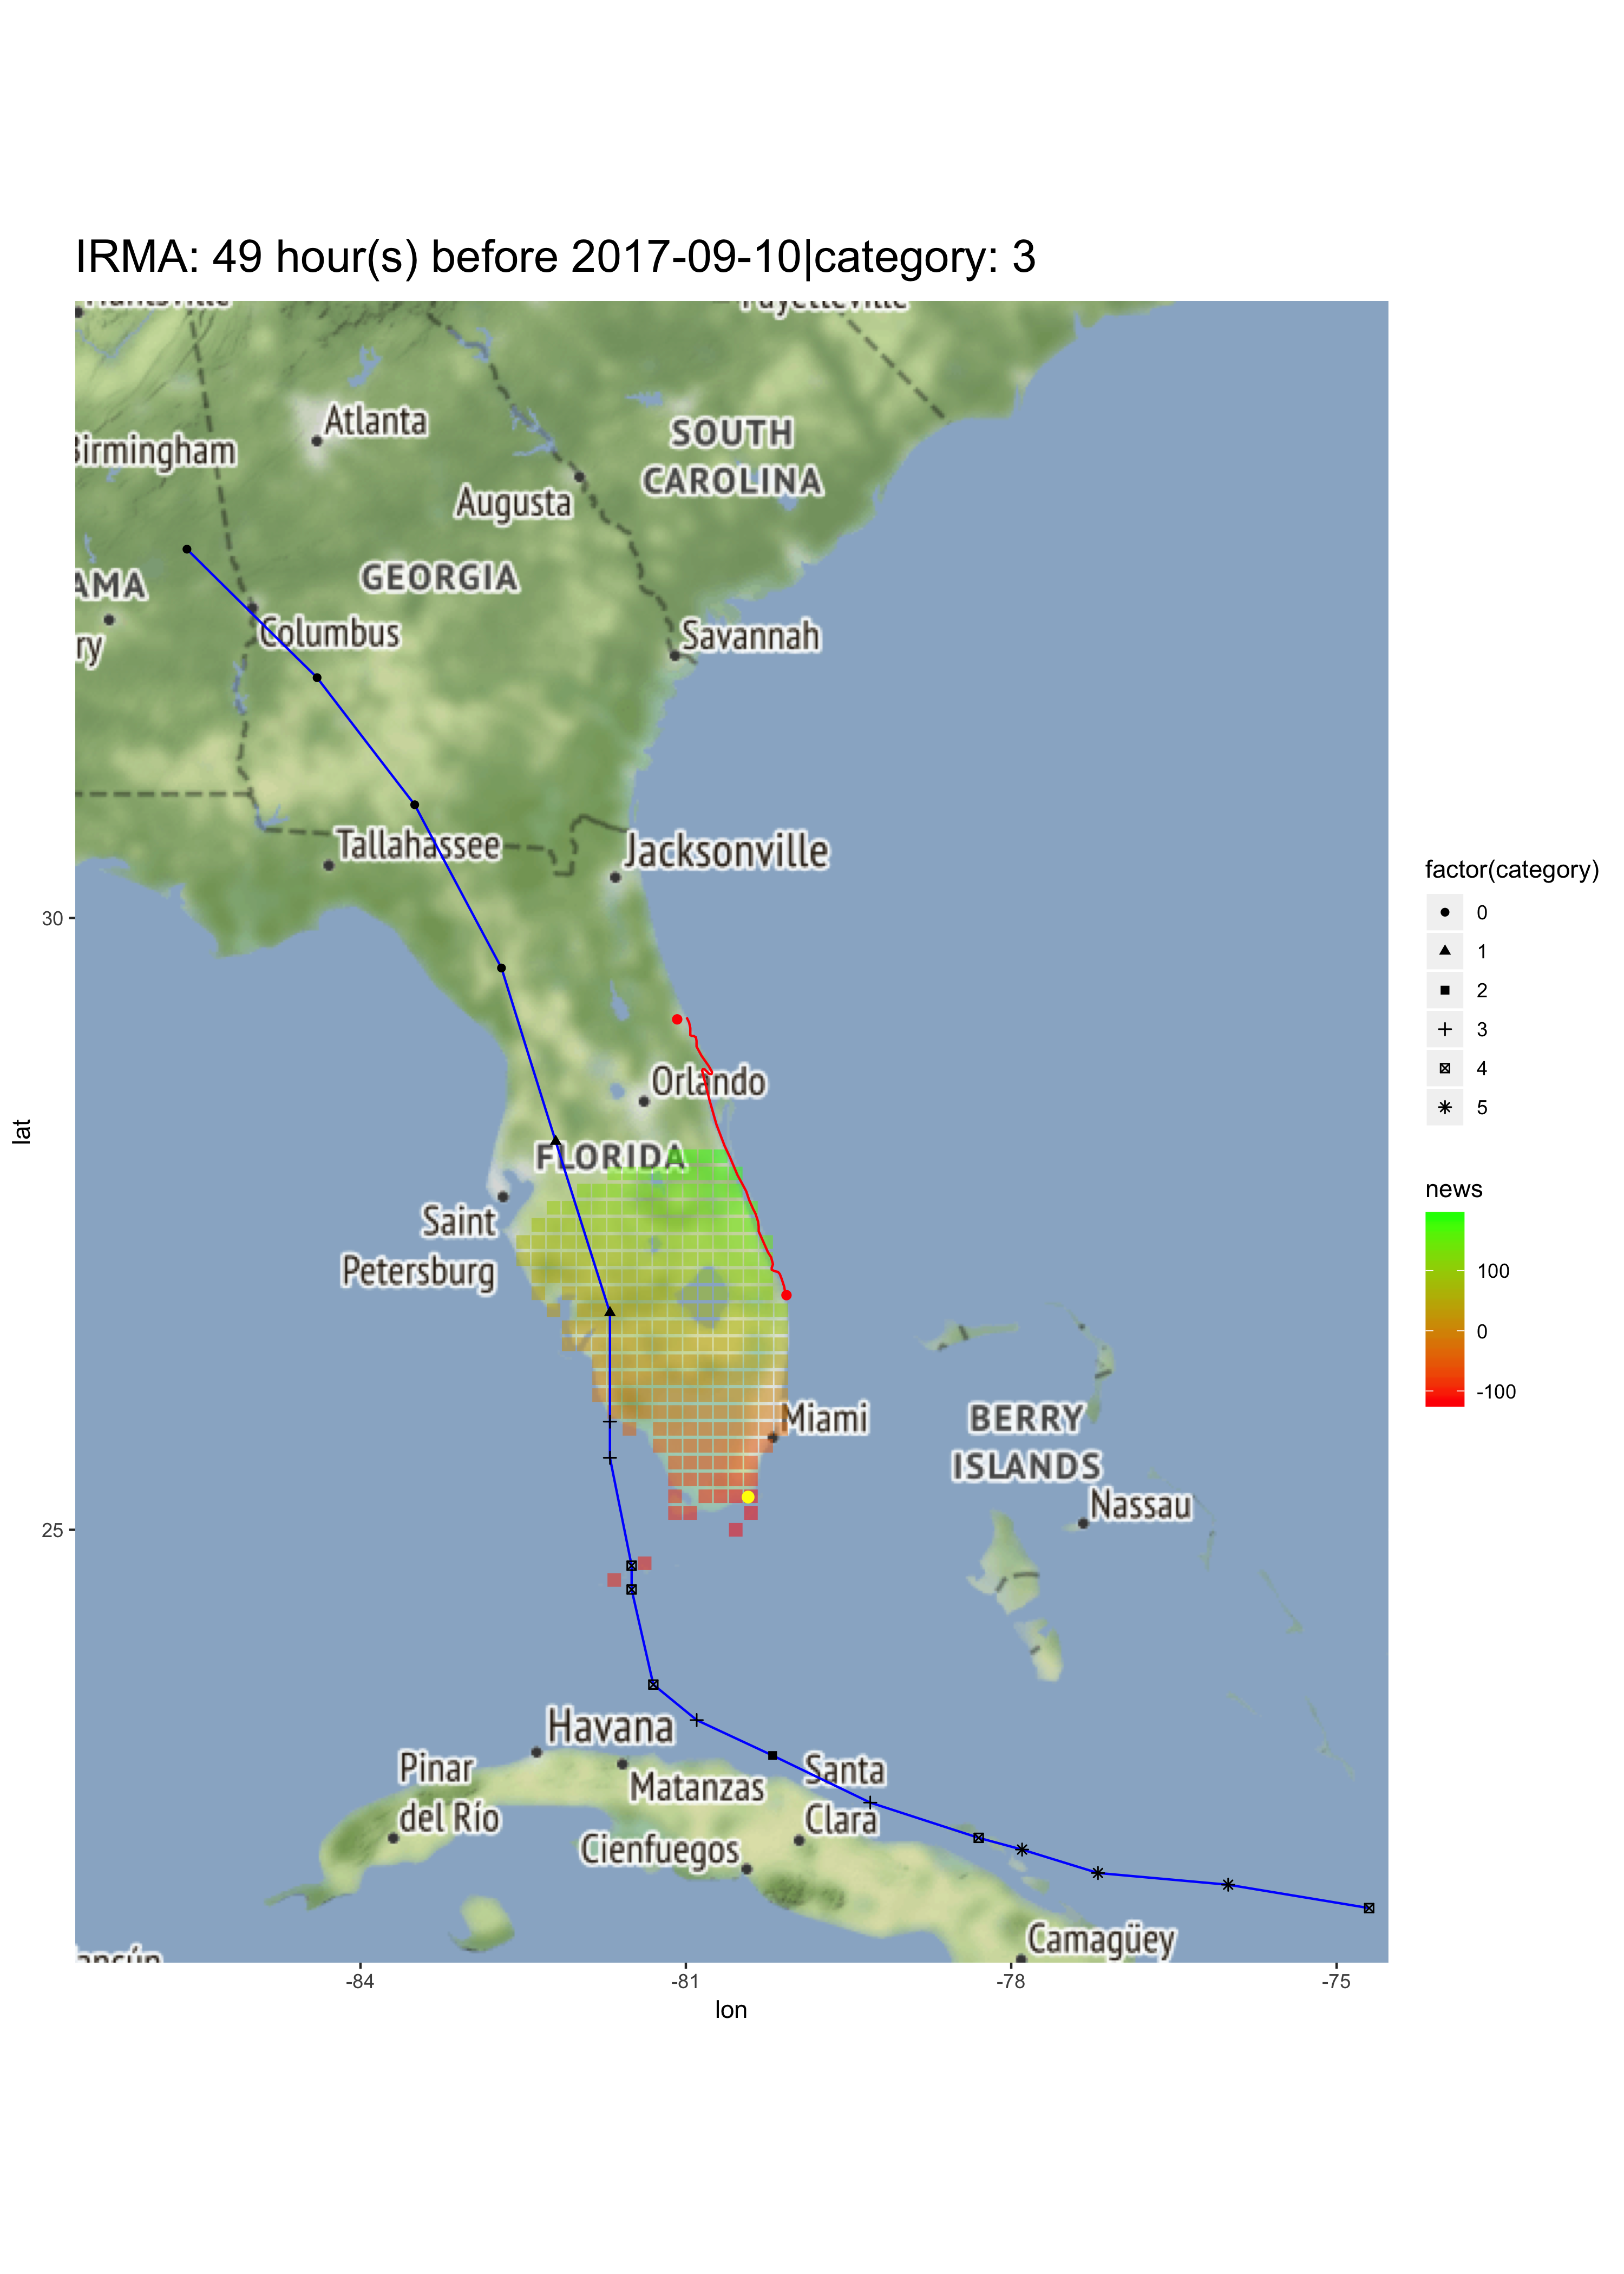 IRMA: 49 hour(s) before 2017-09-10|category: 3
Atlanta
Birmingham
SOUTH
CAROLINA
Augusta
GEORGIA
AMA
ry
Columbus
Savannah
Tallahassee
Jacksonville
30
Orlando
FLORIDA
Saint
Petersburg
Miami
BERRY
ISLANDS
Nassau
25
Havana
Pinar
del Río
Matanzas
Santa
Clara
Cienfuegos
Camagüey
lat
-84
-81
-78
-75
lon
factor(category)
0
1
2
3
4
5
news
100
0
-100